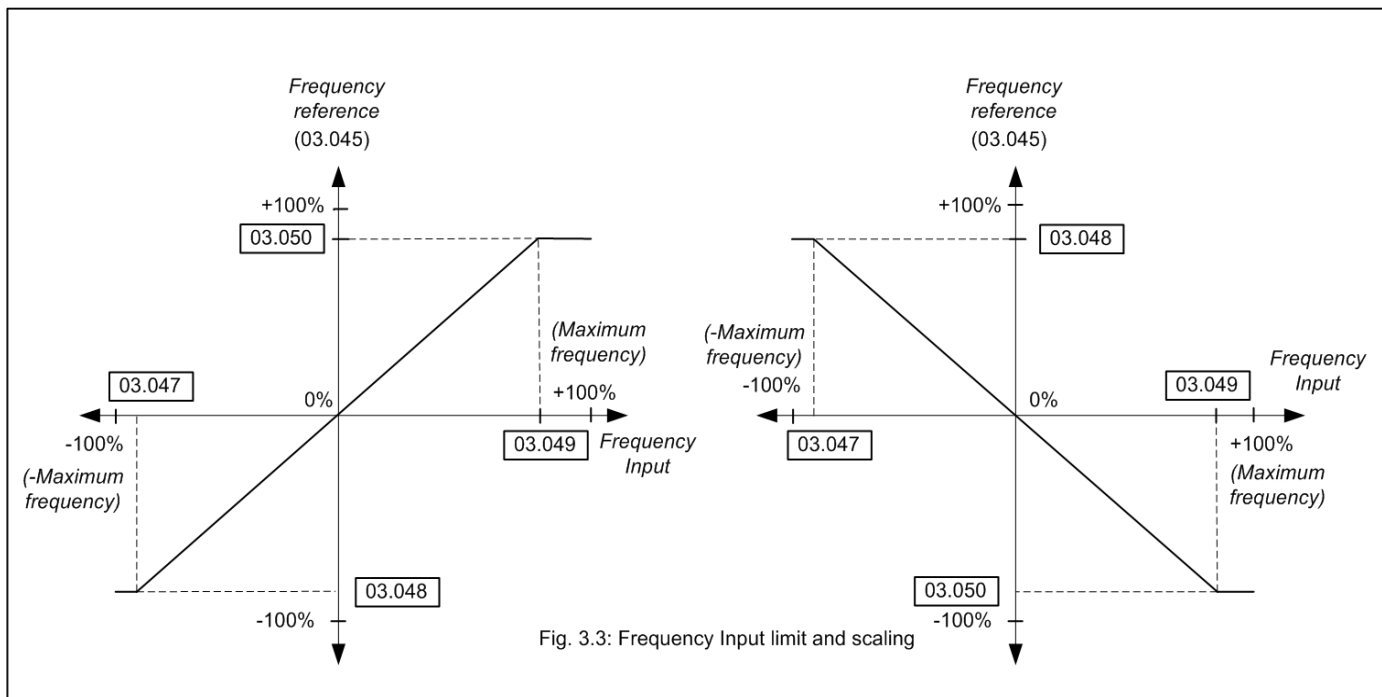 Frequency
reference
(03.045)
+100%
03.050
(Maximum
frequency)
+100%
03.047
0%
-100%
03.049
Frequency
Input
(-Maximum
frequency)
03.048
-100%
Frequency
reference
(03.045)
+100%
03.048
(-Maximum
frequency)
-100%
Frequency
Input
03.049
0%
03.047
+100%
(Maximum
frequency)
03.050
-100%
Fig. 3.3: Frequency Input limit and scaling